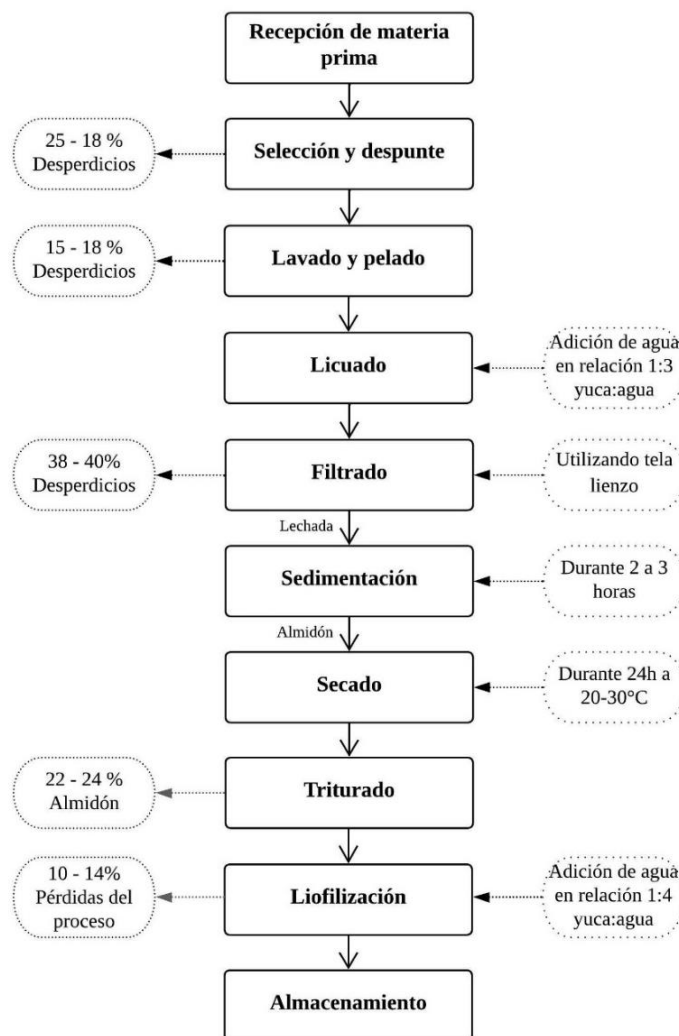 Recepción de materia
prima
25 - 18 %
Desperdicios
Selección y despunte
15 - 18 %
Desperdicios
Lavado y pelado
Licuado
Adición de agua
en relación 1:3
yuca:agua
38 - 40%
Desperdicios
Filtrado
Utilizando tela
lienzo
Lechada
Sedimentación
Durante 2 a 3
horas
Almidón
Secado
Durante 24h a
20-30°C
22 - 24 %
Almidón
Triturado
10 - 14%
Pérdidas del
proceso
Liofilización
Adición de agua
en relación 1:4
yuca:agua
Almacenamiento